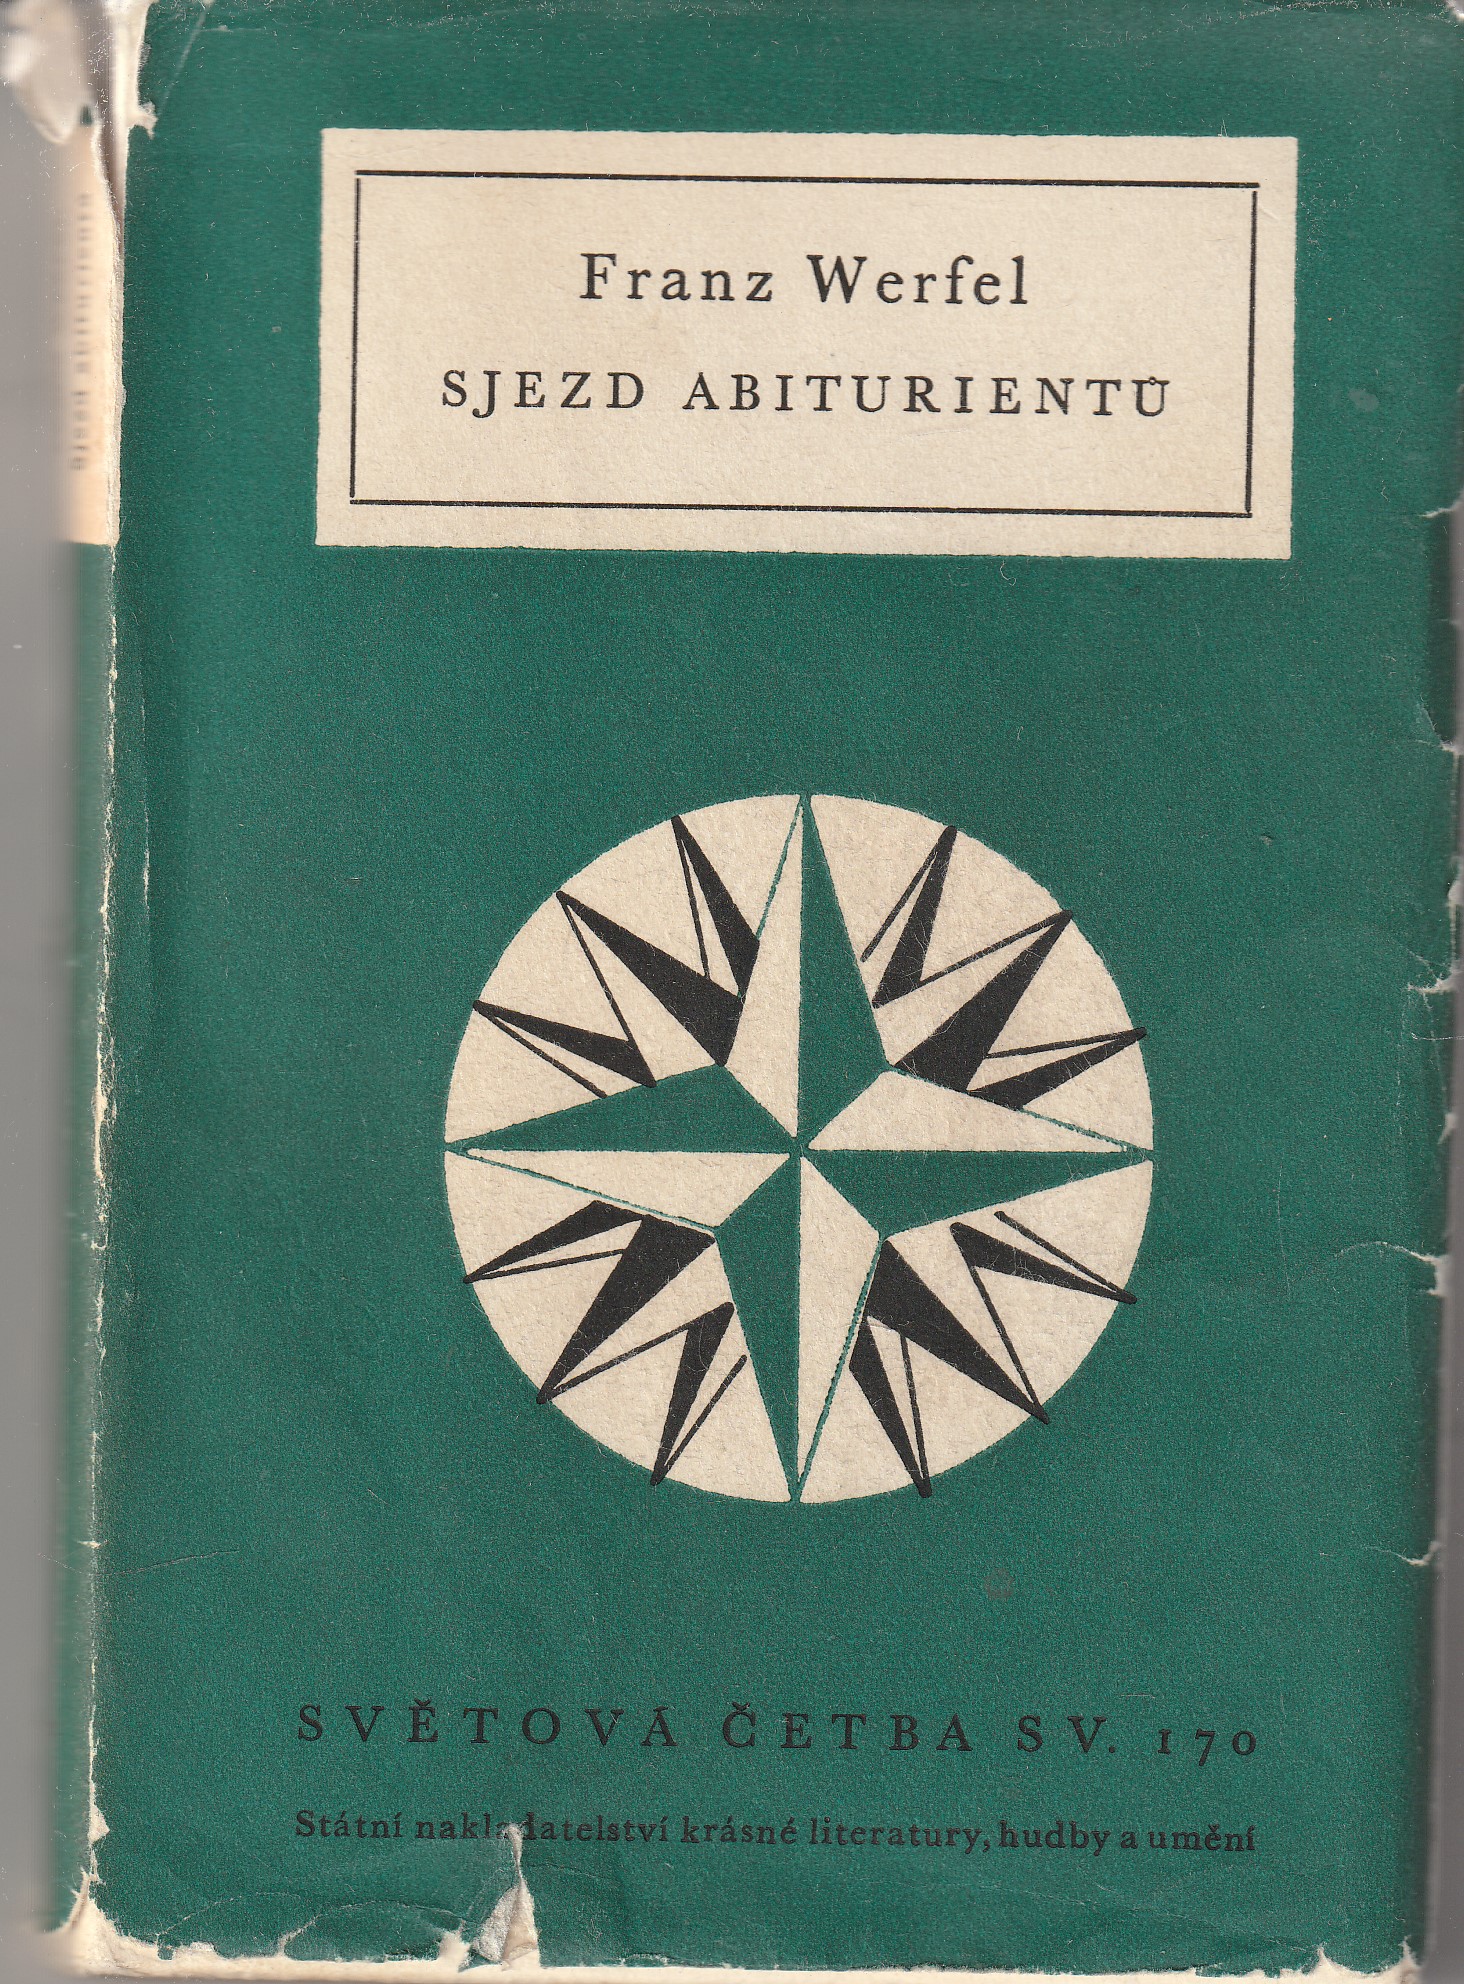 Franz Werfel
SJEZD ABITURIENTŮ
SVĚTOVÁ ČETBA SV. 170
Státní nakladatelství krásné literatury, hudby a umění